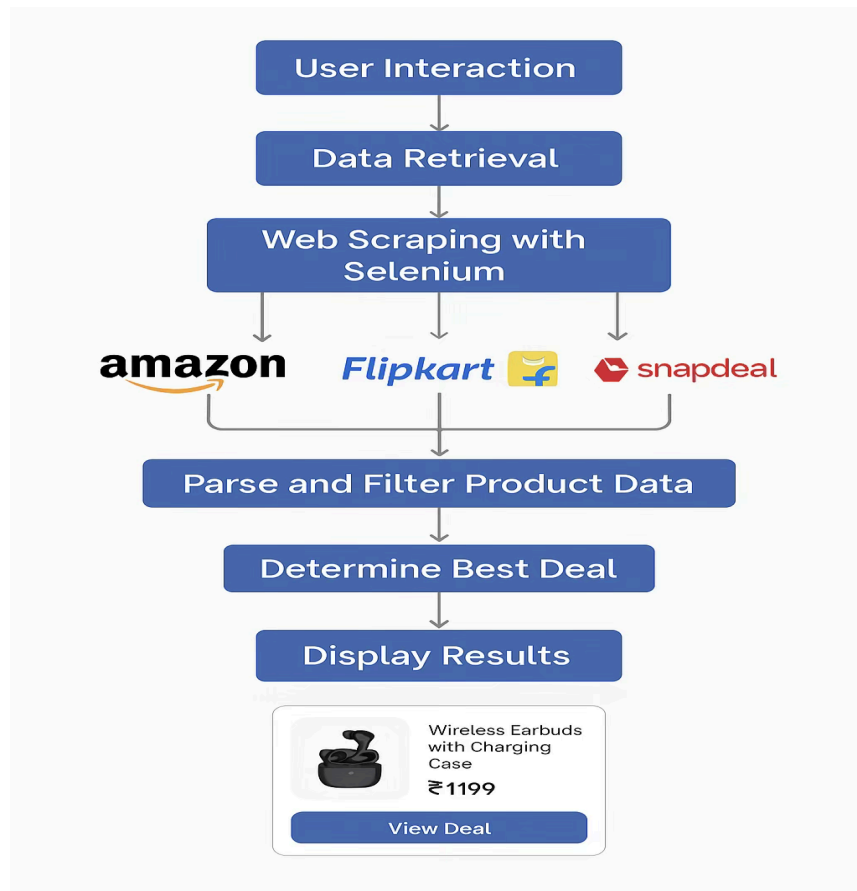 User Interaction
Data Retrieval
Web Scraping with
Selenium
amazon
Flipkart
snapdeal
Parse and Filter Product Data
Determine Best Deal
Display Results
Wireless Earbuds
with Charging
Case
₹1199
View Deal